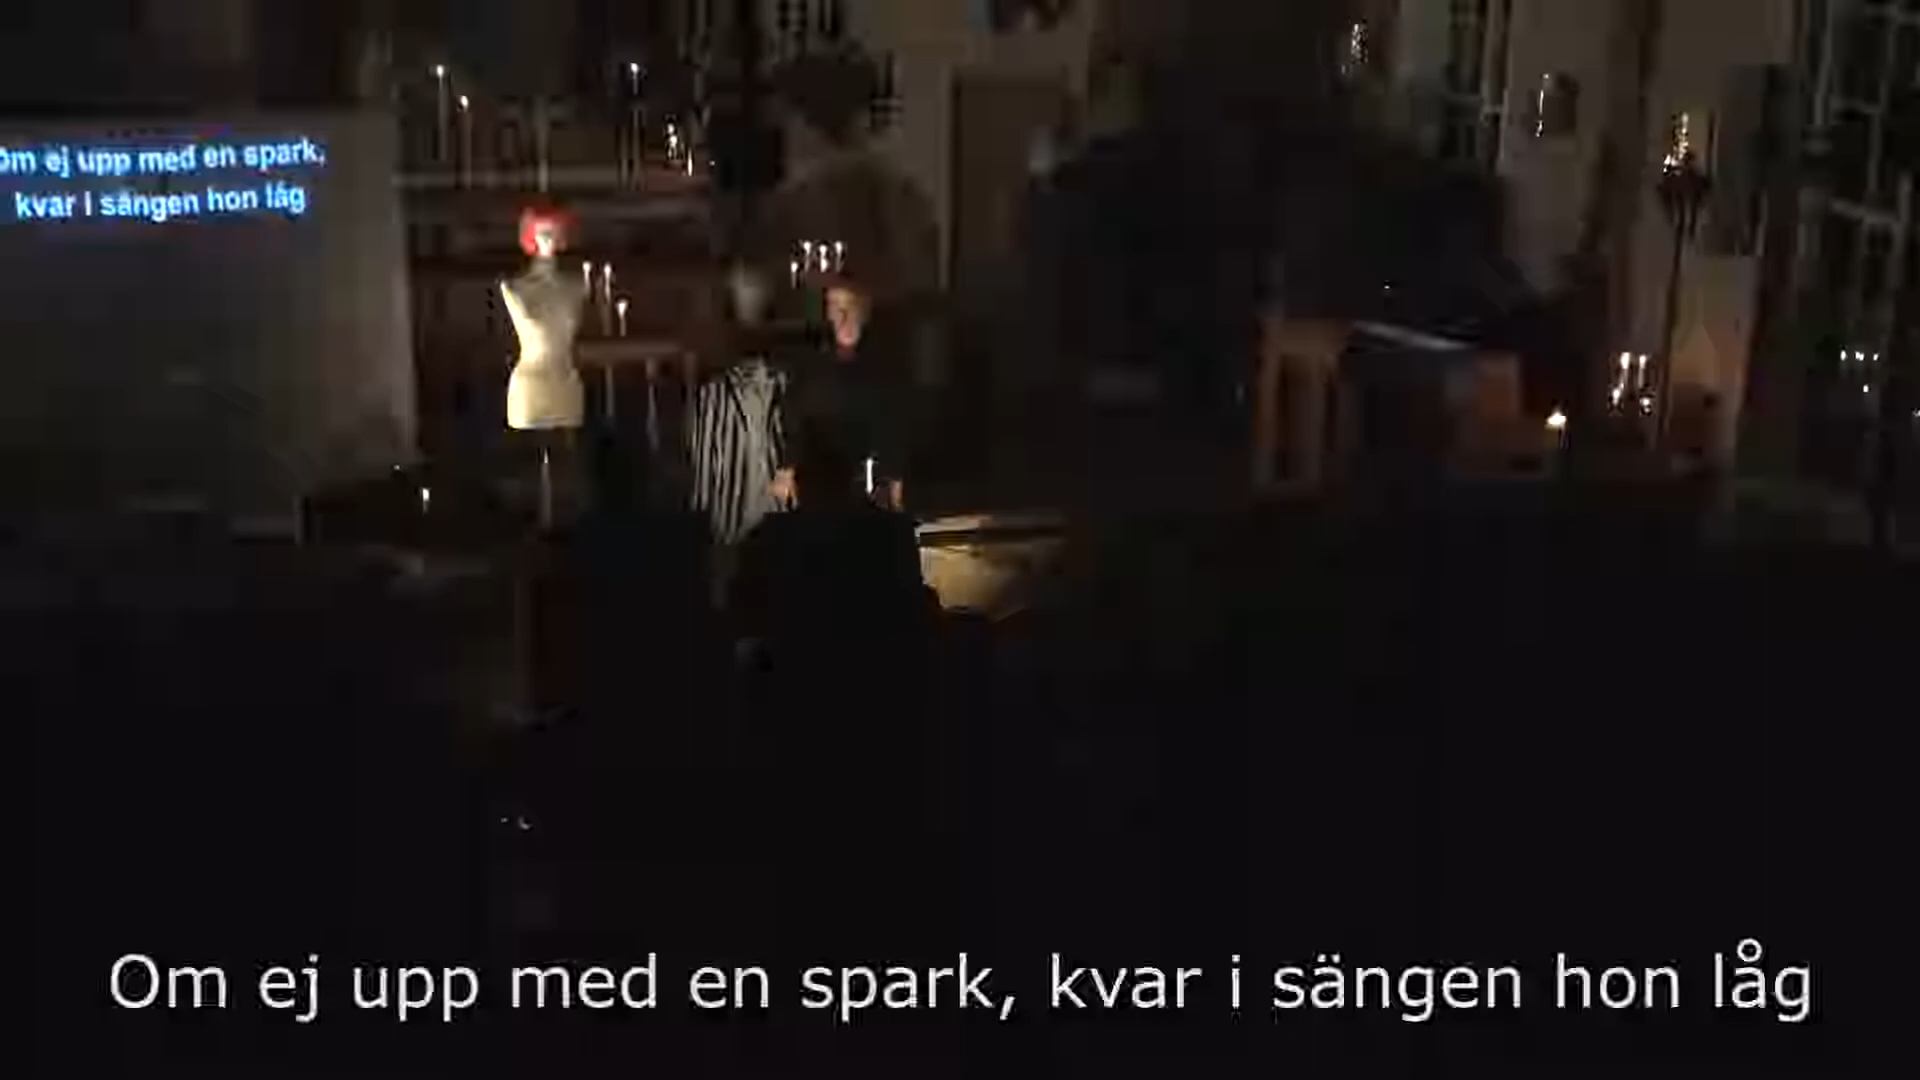 Om ej upp med en spark,
kvar i sängen hon låg
Om ej upp med en spark, kvar i sängen hon låg